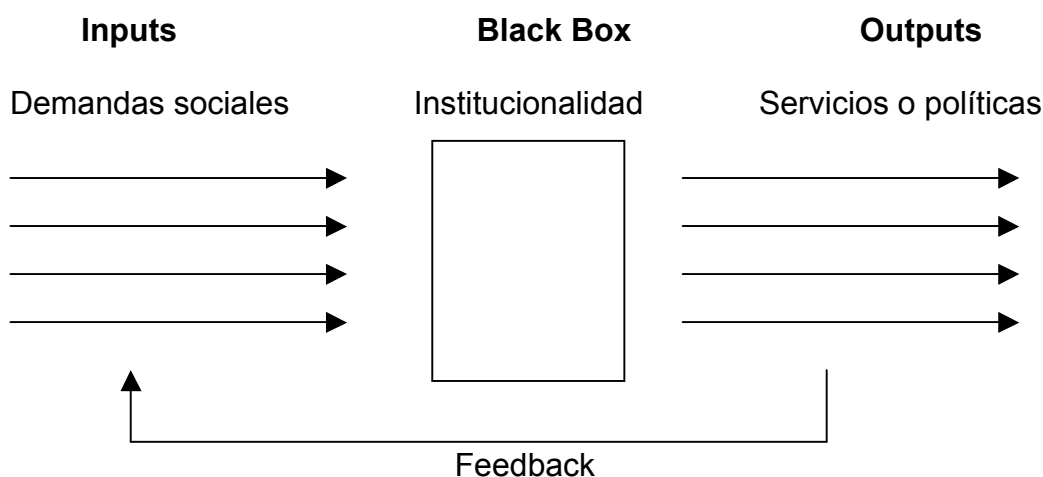 Inputs Black Box Outputs
Demandas sociales Institucionalidad Servicios o políticas
Feedback